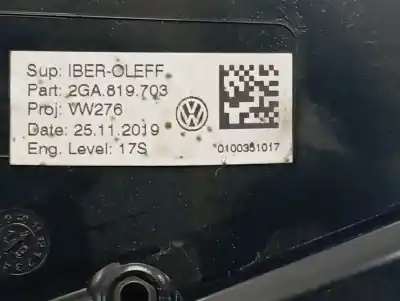 Sup: IBER-OLEFF
Part: 2GA.819.703
Proj: VW276
Date: 25.11.2019
Eng. Level: 17S
0100351017